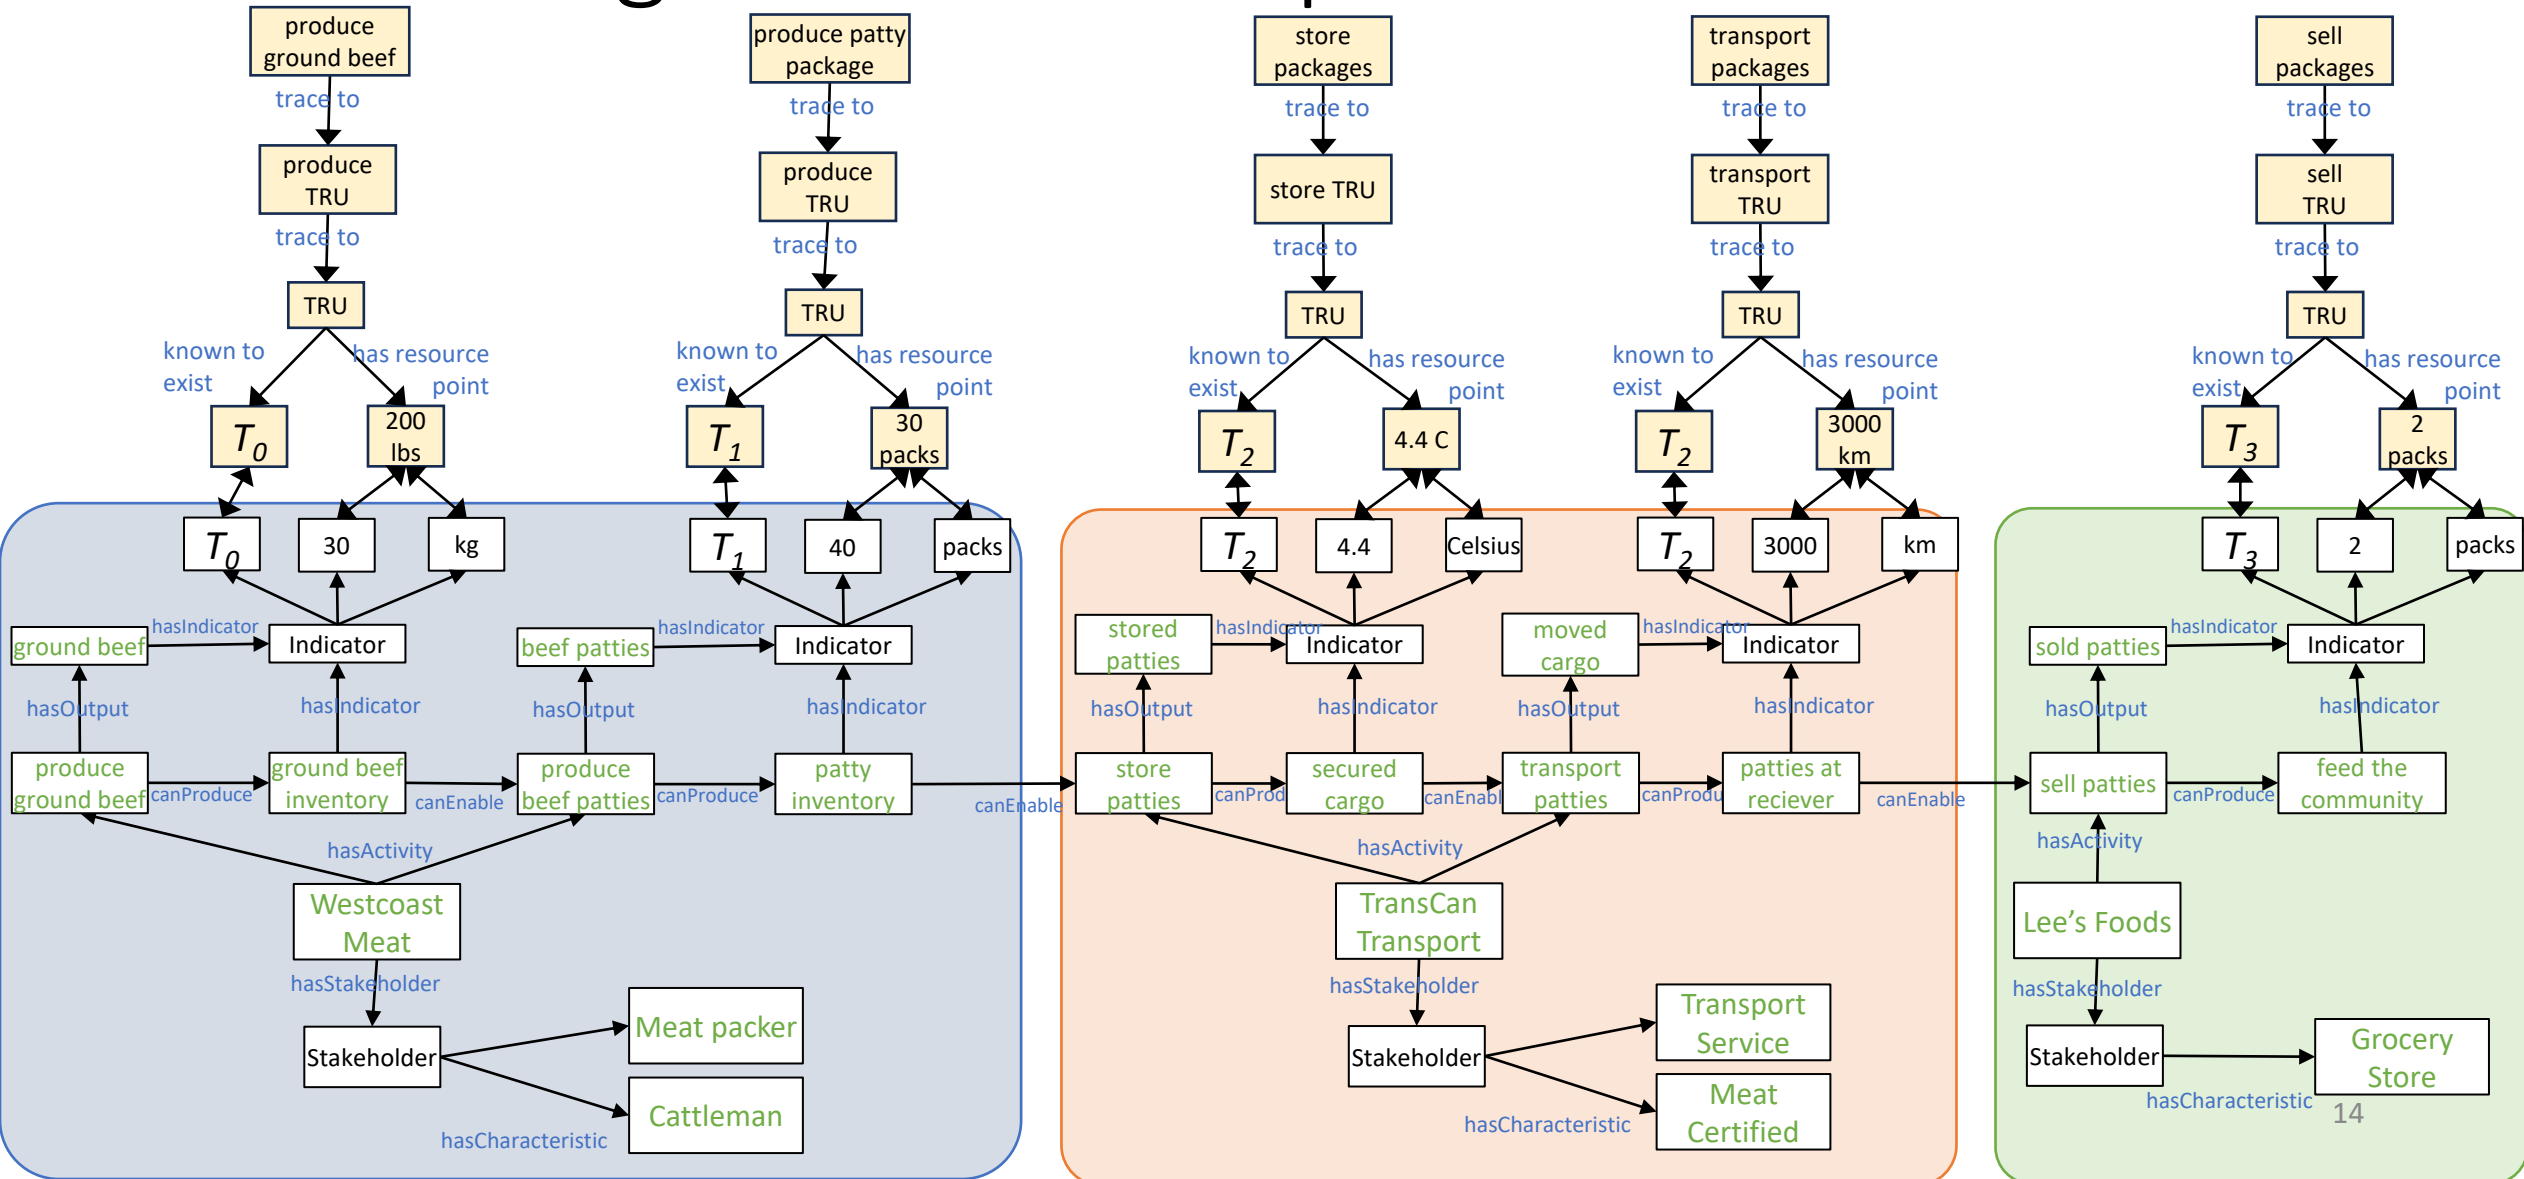 produce
ground beef
produce patty
package
store
packages
transport
packages
sell
packages
trace to
trace to
trace to
trace to
trace to
produce
TRU
produce
TRU
store TRU
transport
TRU
sell
TRU
trace to
trace to
trace to
trace to
trace to
TRU
TRU
TRU
TRU
TRU
known to
exist
has resource
point
known to
exist
has resource
point
known to
exist
has resource
point
known to
exist
has resource
point
known to
exist
has resource
point
T0
200
lbs
T1
30
packs
T2
4.4 C
T2
3000
km
T3
2
packs
T0
30
kg
T1
40
packs
T2
4.4
Celsius
T2
3000
km
T3
2
packs
ground beef
hasIndicator
Indicator
beef patties
hasIndicator
Indicator
stored
patties
hasIndicator
Indicator
moved
cargo
hasIndicator
Indicator
sold patties
hasIndicator
Indicator
hasOutput
hasIndicator
hasOutput
hasIndicator
hasOutput
hasIndicator
hasOutput
hasIndicator
hasOutput
hasIndicator
produce
ground beef
canProduce
ground beef
inventory
canEnable
produce
beef patties
canProduce
patty
inventory
canEnable
store
patties
canProd
secured
cargo
canEnabl
transport
patties
canProdu
patties at
reciever
canEnable
sell patties
canProduce
feed the
community
hasActivity
hasActivity
hasActivity
Westcoast
Meat
TransCan
Transport
Lee's Foods
hasStakeholder
hasStakeholder
hasStakeholder
Stakeholder
Meat packer
Cattleman
hasCharacteristic
Stakeholder
Transport
Service
Meat
Certified
hasCharacteristic
Stakeholder
Grocery
Store
hasCharacteristic
14